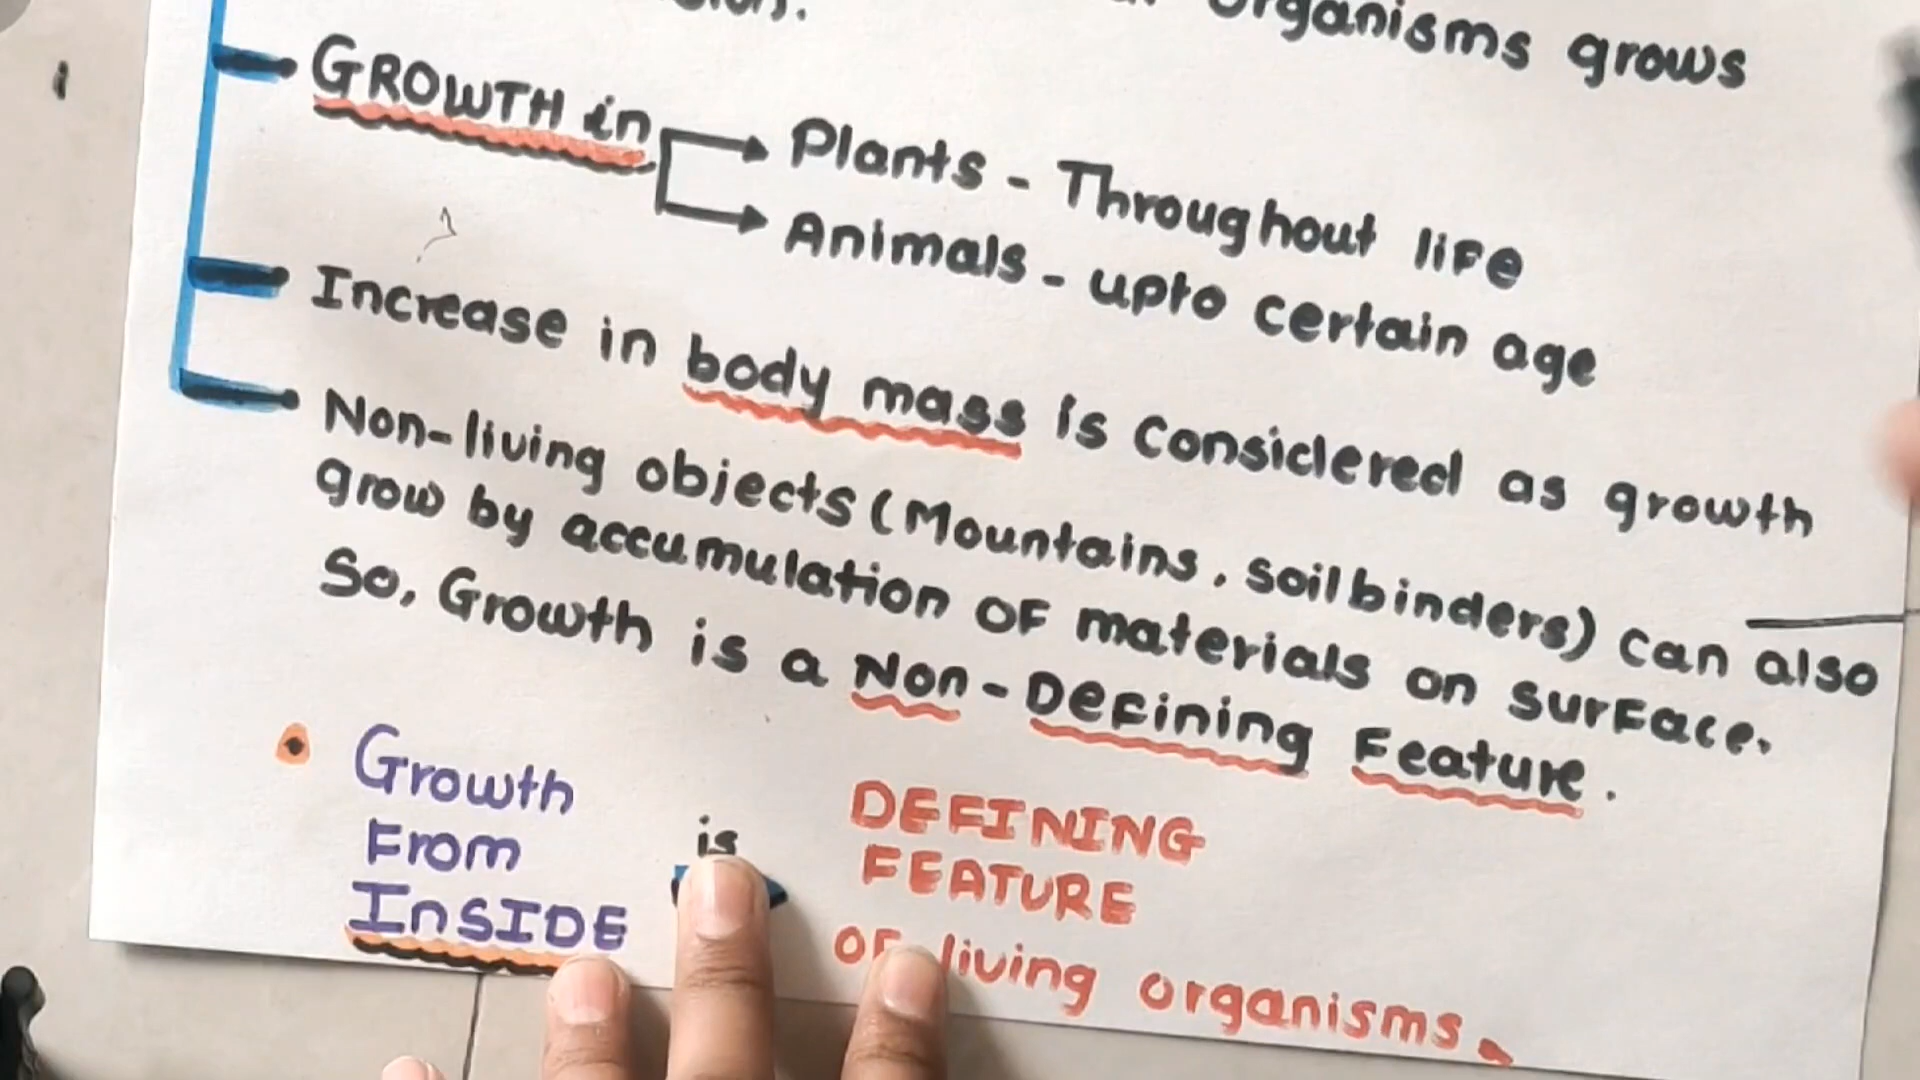 organisms grows
GROWTH in
Plants - Throughout life
Animals - upto certain age
Increase in body mass is considered as growth
Non-living objects (Mountains, soilbinders) can also
grow by accumulation of materials on surface.
So, Growth is a Non-Defining Feature.
Growth
From
InSIDE
is
DEFINING
FEATURE
OF living organisms.